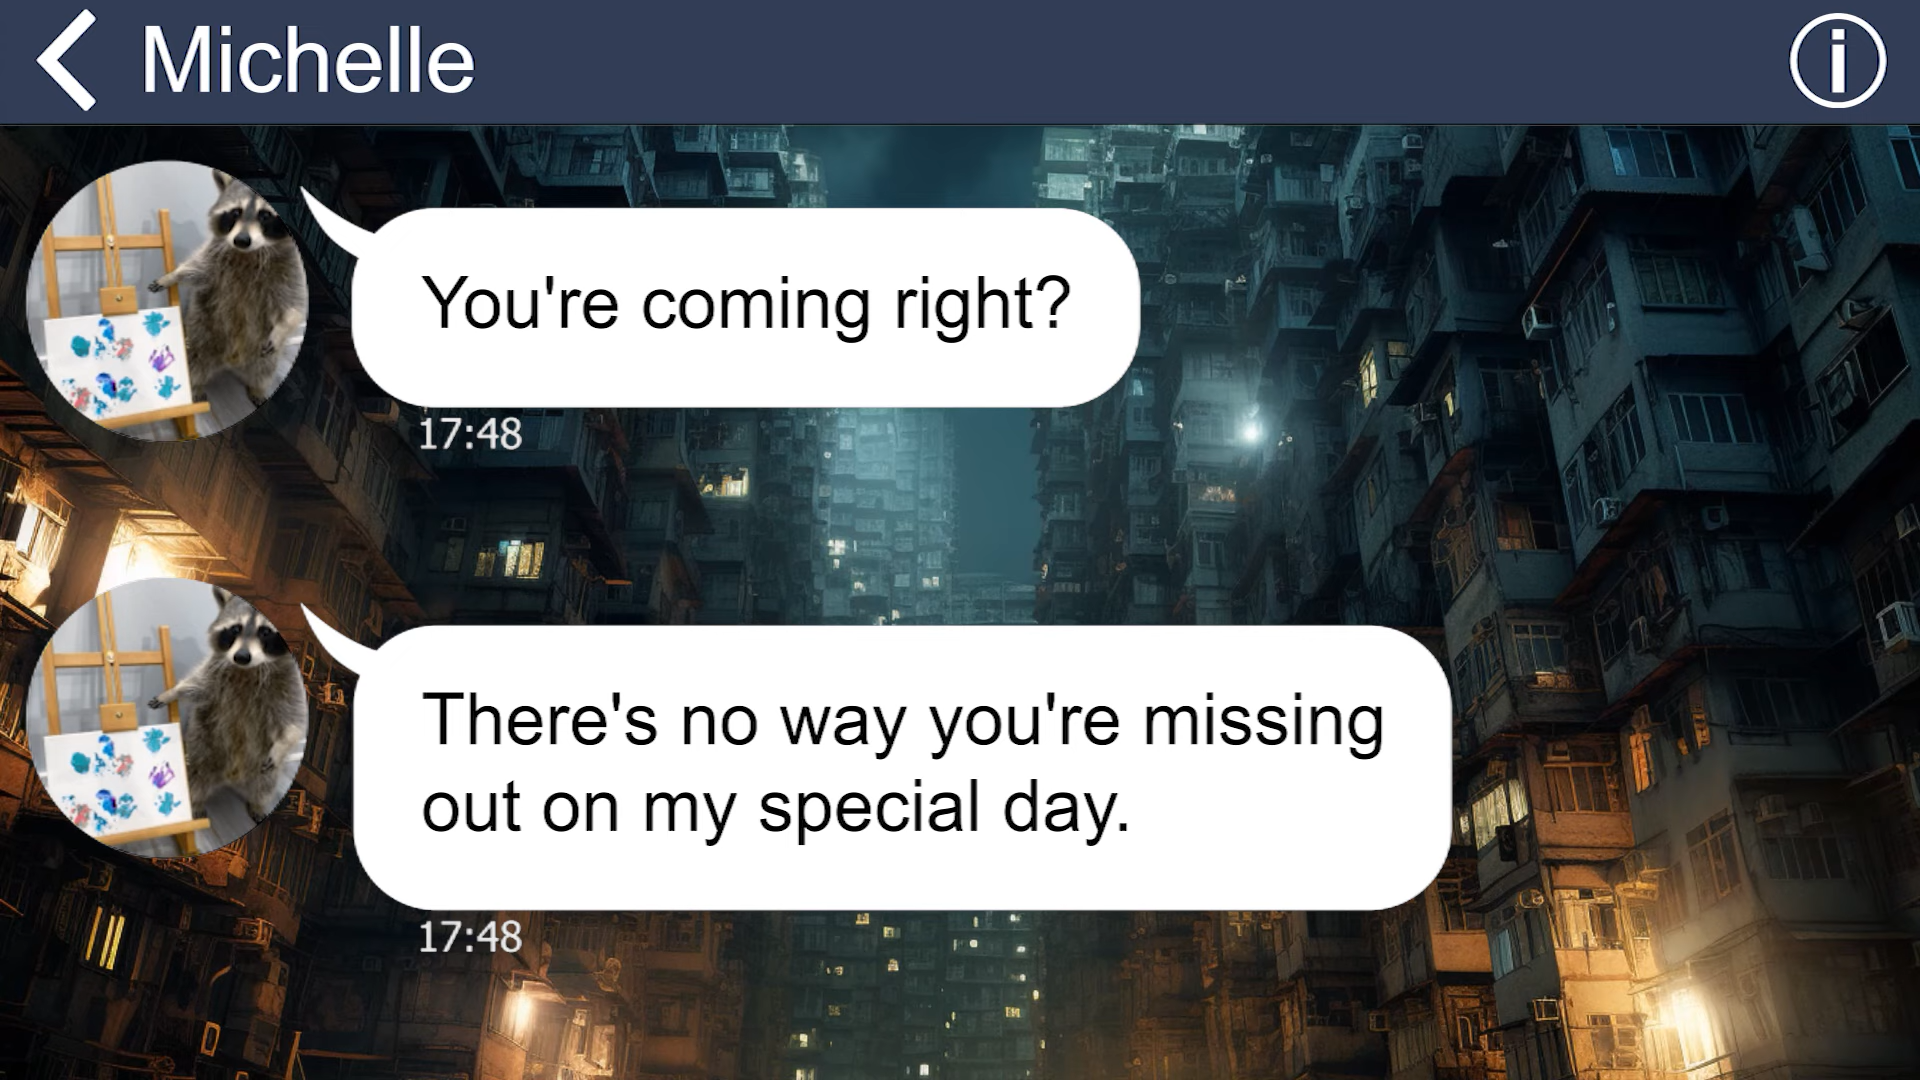 Michelle
You're coming right?
17:48
There's no way you're missing
out on my special day.
17:48